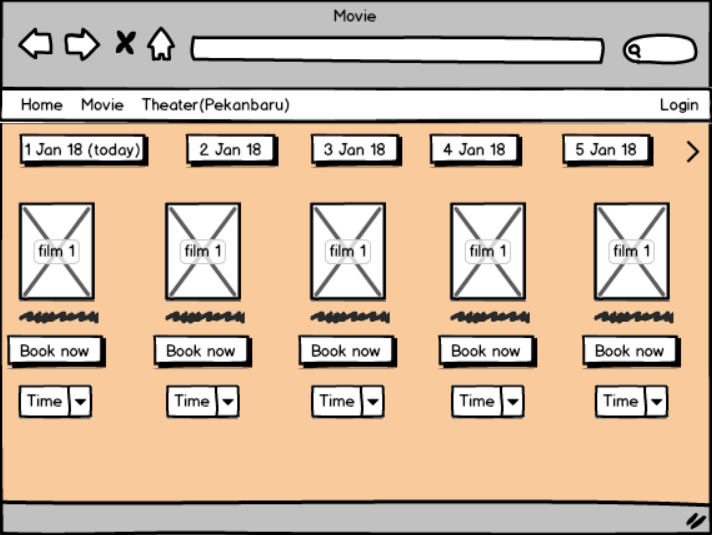 Movie
Home Movie Theater(Pekanbaru) Login
1 Jan 18 (today) 2 Jan 18 3 Jan 18 4 Jan 18 5 Jan 18
film 1 film 1 film 1 film 1 film 1
Book now Book now Book now Book now Book now
Time Time Time Time Time